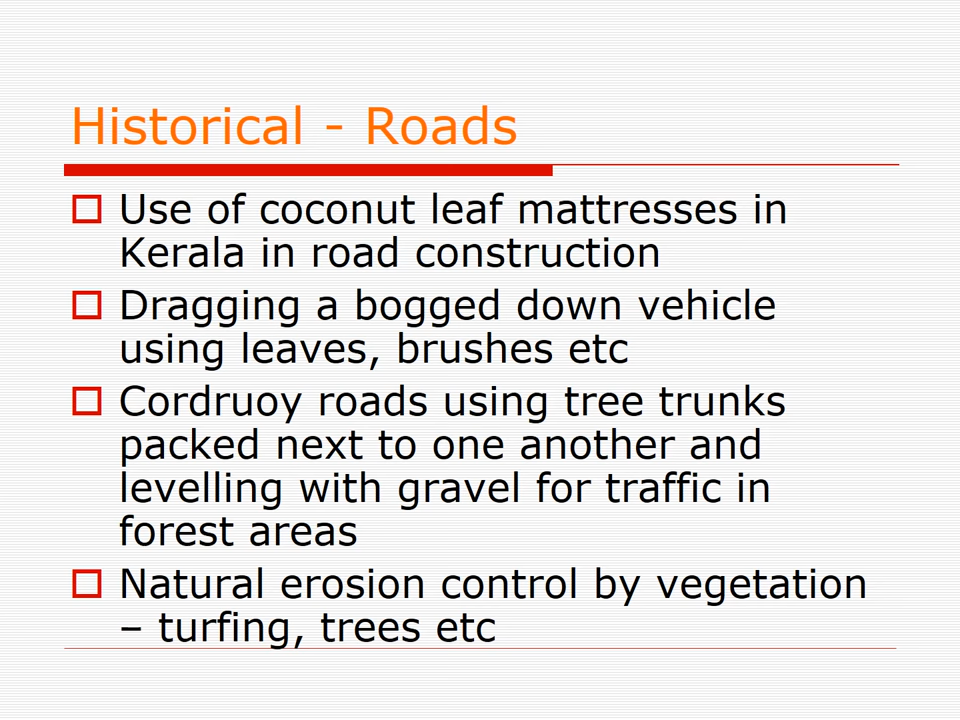 Historical - Roads
Use of coconut leaf mattresses in
Kerala in road construction
Dragging a bogged down vehicle
using leaves, brushes etc
Cordruoy roads using tree trunks
packed next to one another and
levelling with gravel for traffic in
forest areas
Natural erosion control by vegetation
– turfing, trees etc